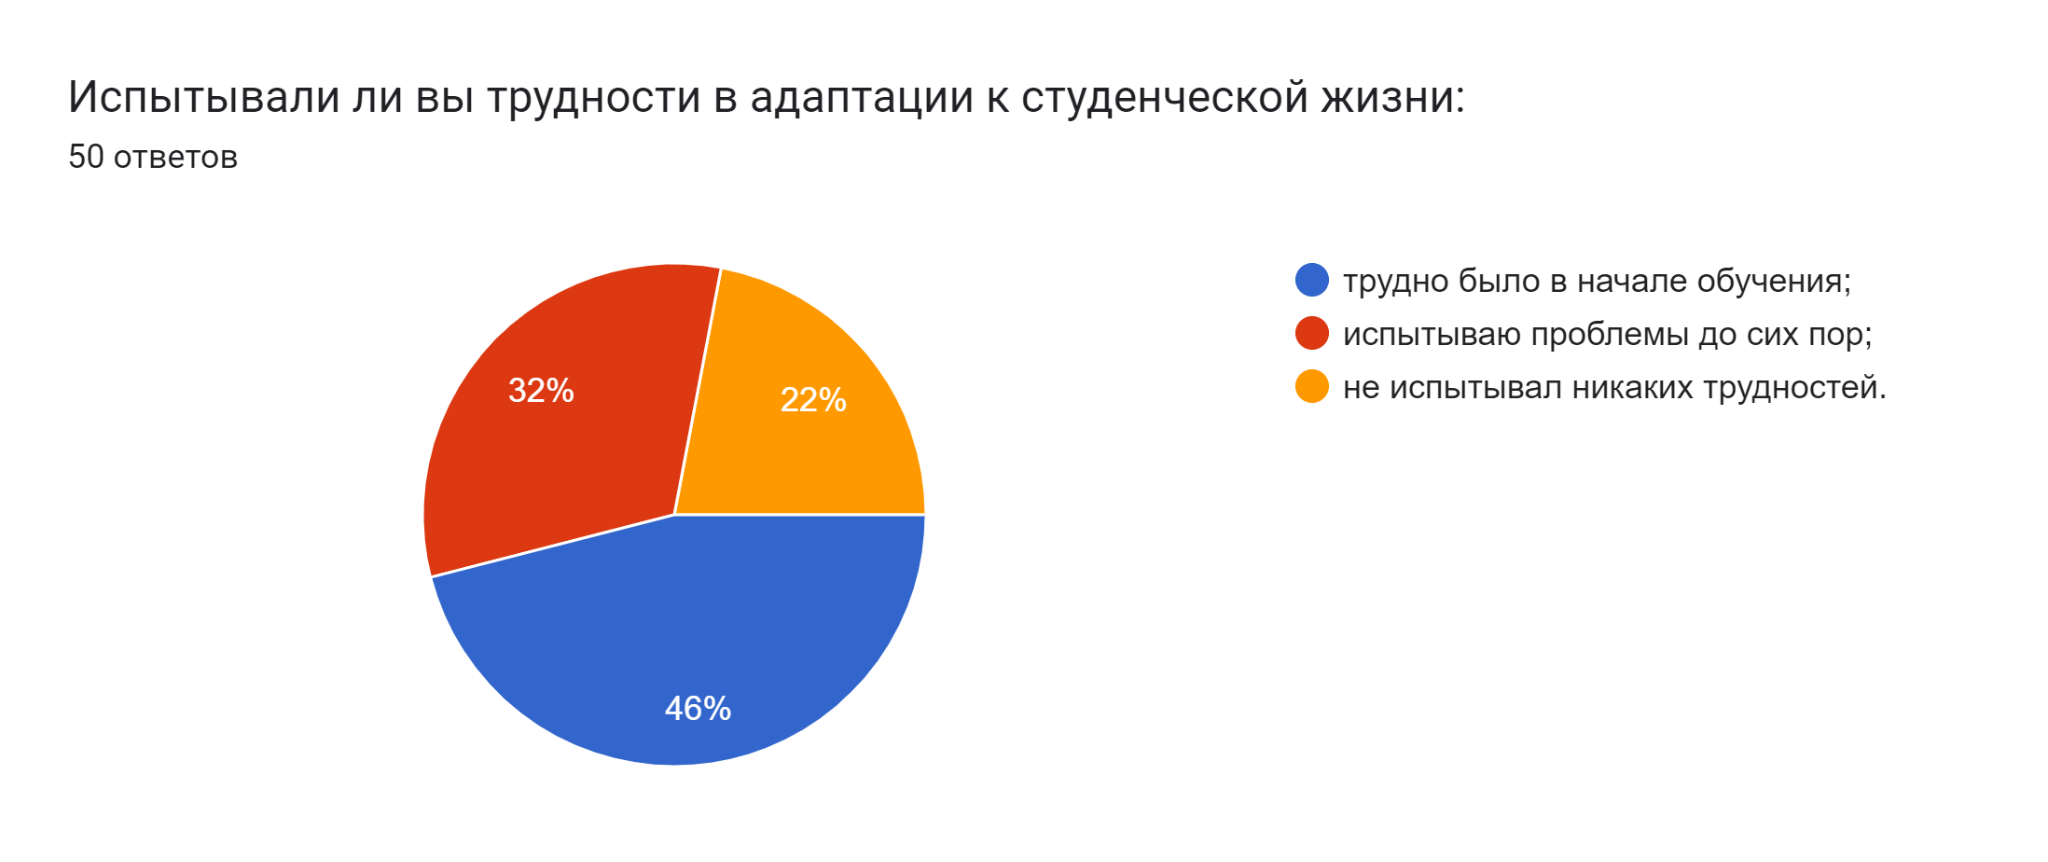 Испытывали ли вы трудности в адаптации к студенческой жизни:
50 ответов
трудно было в начале обучения;
испытываю проблемы до сих пор;
не испытывал никаких трудностей.
32%
22%
46%